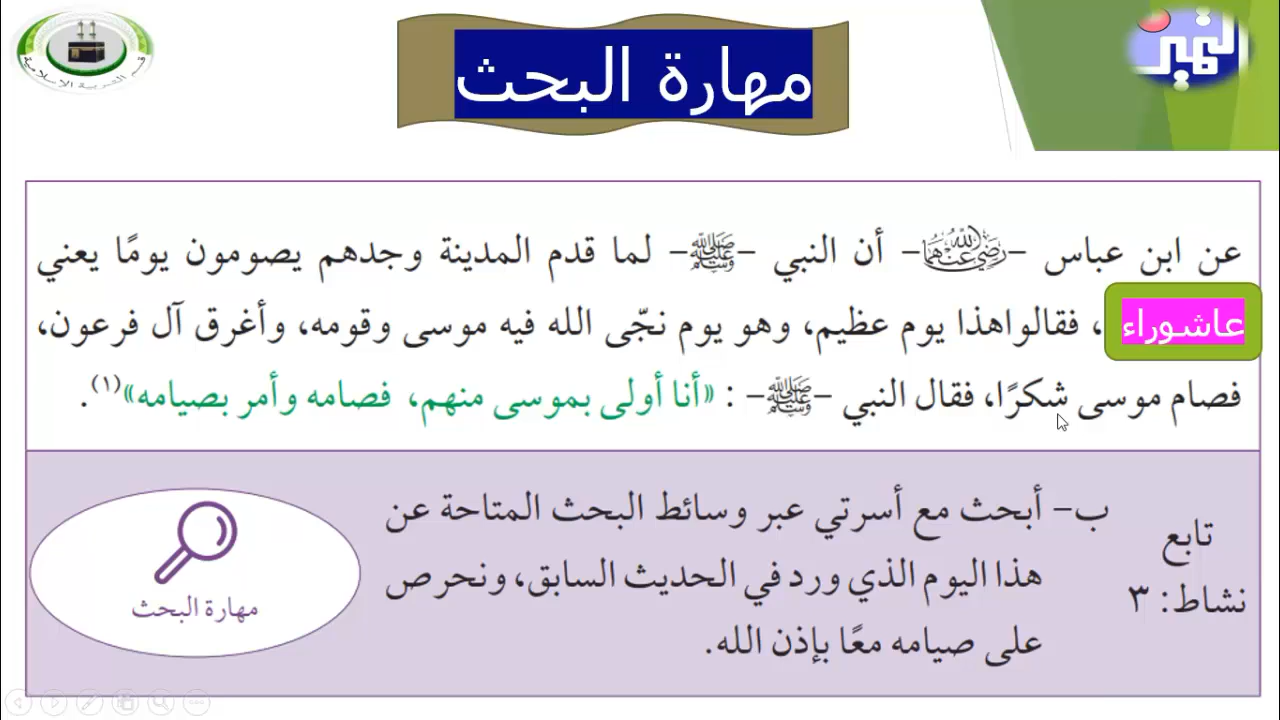 التميز
قسم التربية الإسلامية
مهارة البحث
عن ابن عباس -رضي الله عنهما- أن النبي -ﷺ- لما قدم المدينة وجدهم يصومون يومًا يعني
عاشوراء ، فقالواهذا يوم عظيم، وهو يوم نجّى الله فيه موسى وقومه، وأغرق آل فرعون،
فصام موسى شكرًا، فقال النبي -ﷺ- : «أنا أولى بموسى منهم، فصامه وأمر بصيامه»(١).
تابع
نشاط: ٣
ب- أبحث مع أسرتي عبر وسائط البحث المتاحة عن
هذا اليوم الذي ورد في الحديث السابق، ونحرص
على صيامه معًا بإذن الله.
مهارة البحث